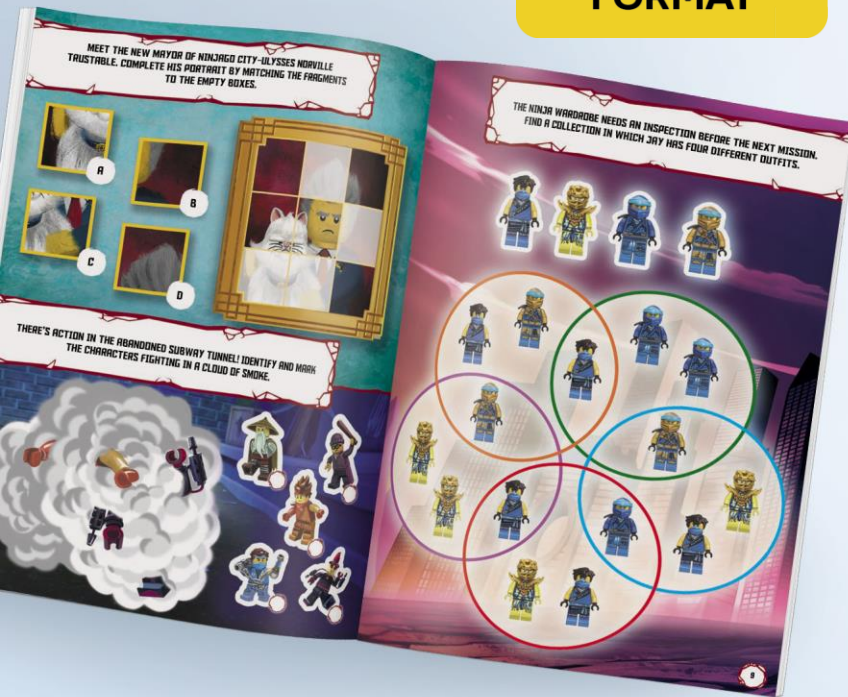 FORMAT
MEET THE NEW MAYOR OF NINJAGO CITY-ULYSSES NORVILLE
TRUSTABLE. COMPLETE HIS PORTRAIT BY MATCHING THE FRAGMENTS
TO THE EMPTY BOXES.
A
B
C
D
THERE'S ACTION IN THE ABANDONED SUBWAY TUNNEL! IDENTIFY AND MARK
THE CHARACTERS FIGHTING IN A CLOUD OF SMOKE.
THE NINJA WARDROBE NEEDS AN INSPECTION BEFORE THE NEXT MISSION.
FIND A COLLECTION IN WHICH JAY HAS FOUR DIFFERENT OUTFITS.
9